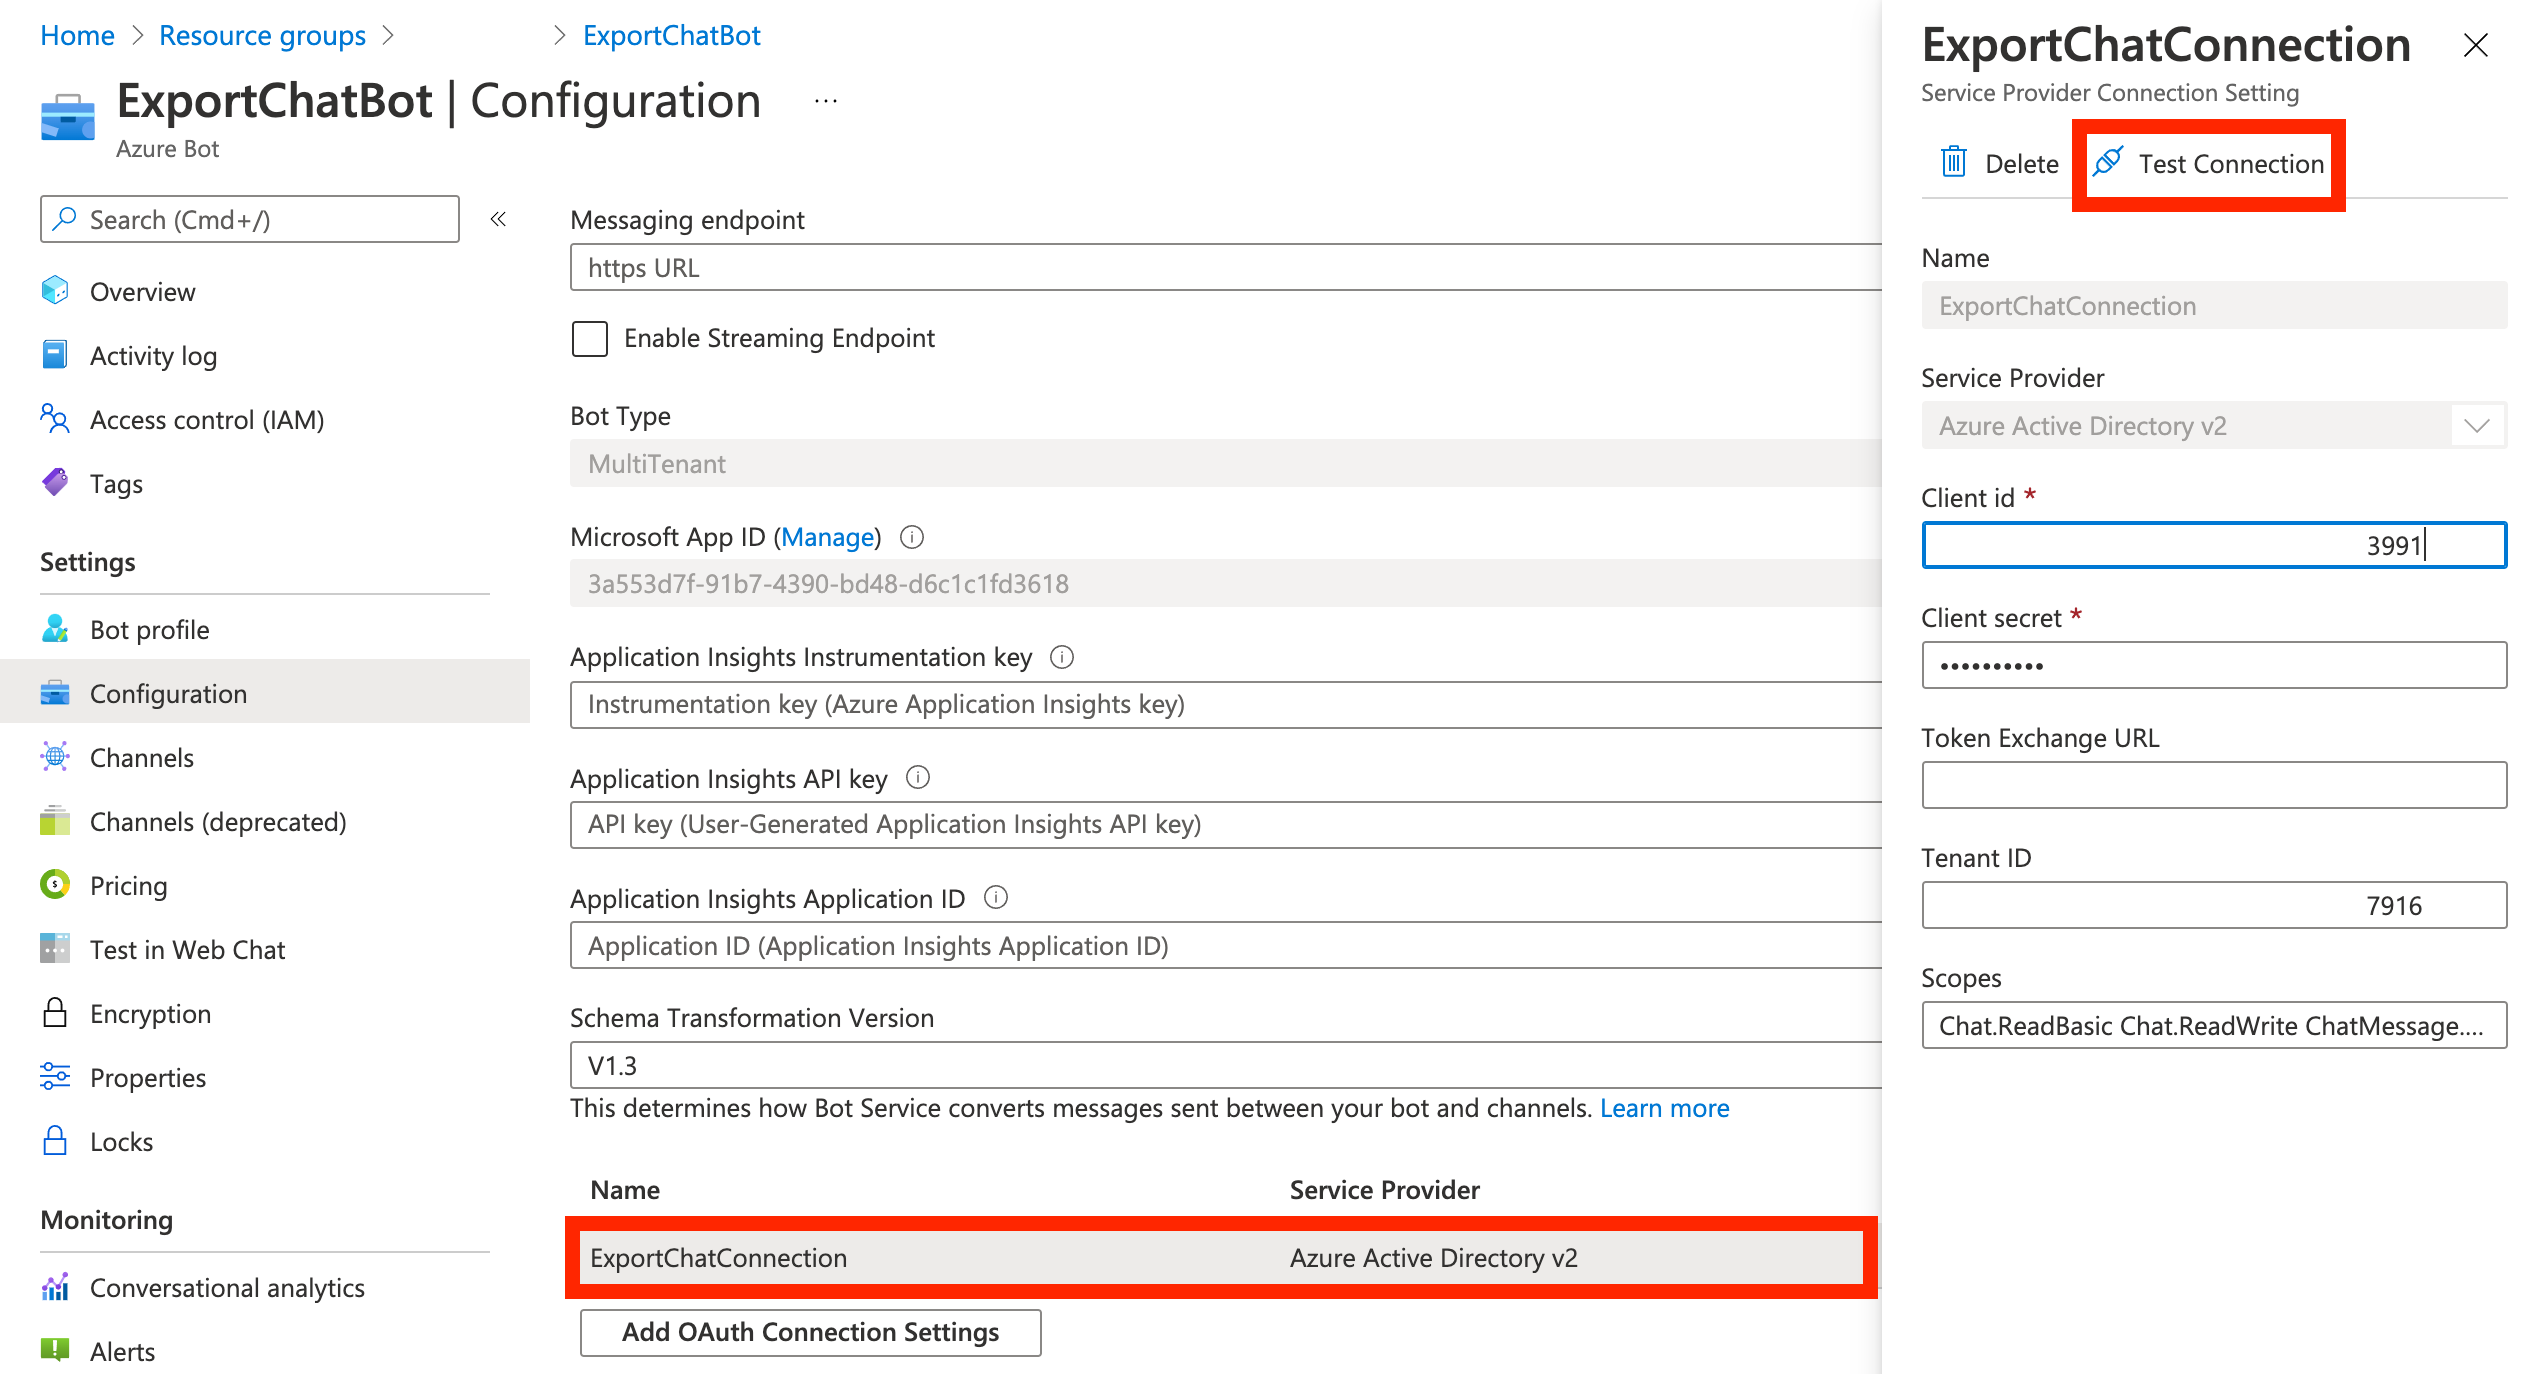 Home > Resource groups > > ExportChatBot
ExportChatBot | Configuration ...
Azure Bot
Search (Cmd+/) «
Overview
Activity log
Access control (IAM)
Tags
Settings
Bot profile
Configuration
Channels
Channels (deprecated)
Pricing
Test in Web Chat
Encryption
Properties
Locks
Monitoring
Conversational analytics
Alerts
Messaging endpoint
https URL
Enable Streaming Endpoint
Bot Type
MultiTenant
Microsoft App ID (Manage)
3a553d7f-91b7-4390-bd48-d6c1c1fd3618
Application Insights Instrumentation key
Instrumentation key (Azure Application Insights key)
Application Insights API key
API key (User-Generated Application Insights API key)
Application Insights Application ID
Application ID (Application Insights Application ID)
Schema Transformation Version
V1.3
This determines how Bot Service converts messages sent between your bot and channels. Learn more
Name Service Provider
ExportChatConnection Azure Active Directory v2
Add OAuth Connection Settings
ExportChatConnection
Service Provider Connection Setting
Delete Test Connection
Name
ExportChatConnection
Service Provider
Azure Active Directory v2
Client id *
3991
Client secret *
••••••••••
Token Exchange URL
Tenant ID
7916
Scopes
Chat.ReadBasic Chat.ReadWrite ChatMessage....